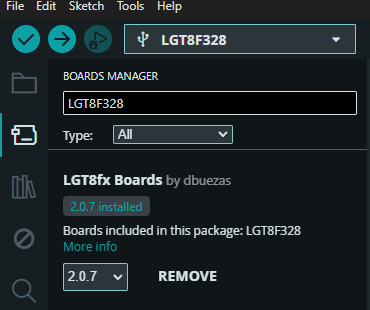 File Edit Sketch Tools Help
LGT8F328
BOARDS MANAGER
LGT8F328
Type: All
LGT8fx Boards by dbuezas
2.0.7 installed
Boards included in this package: LGT8F328
More info
2.0.7 REMOVE